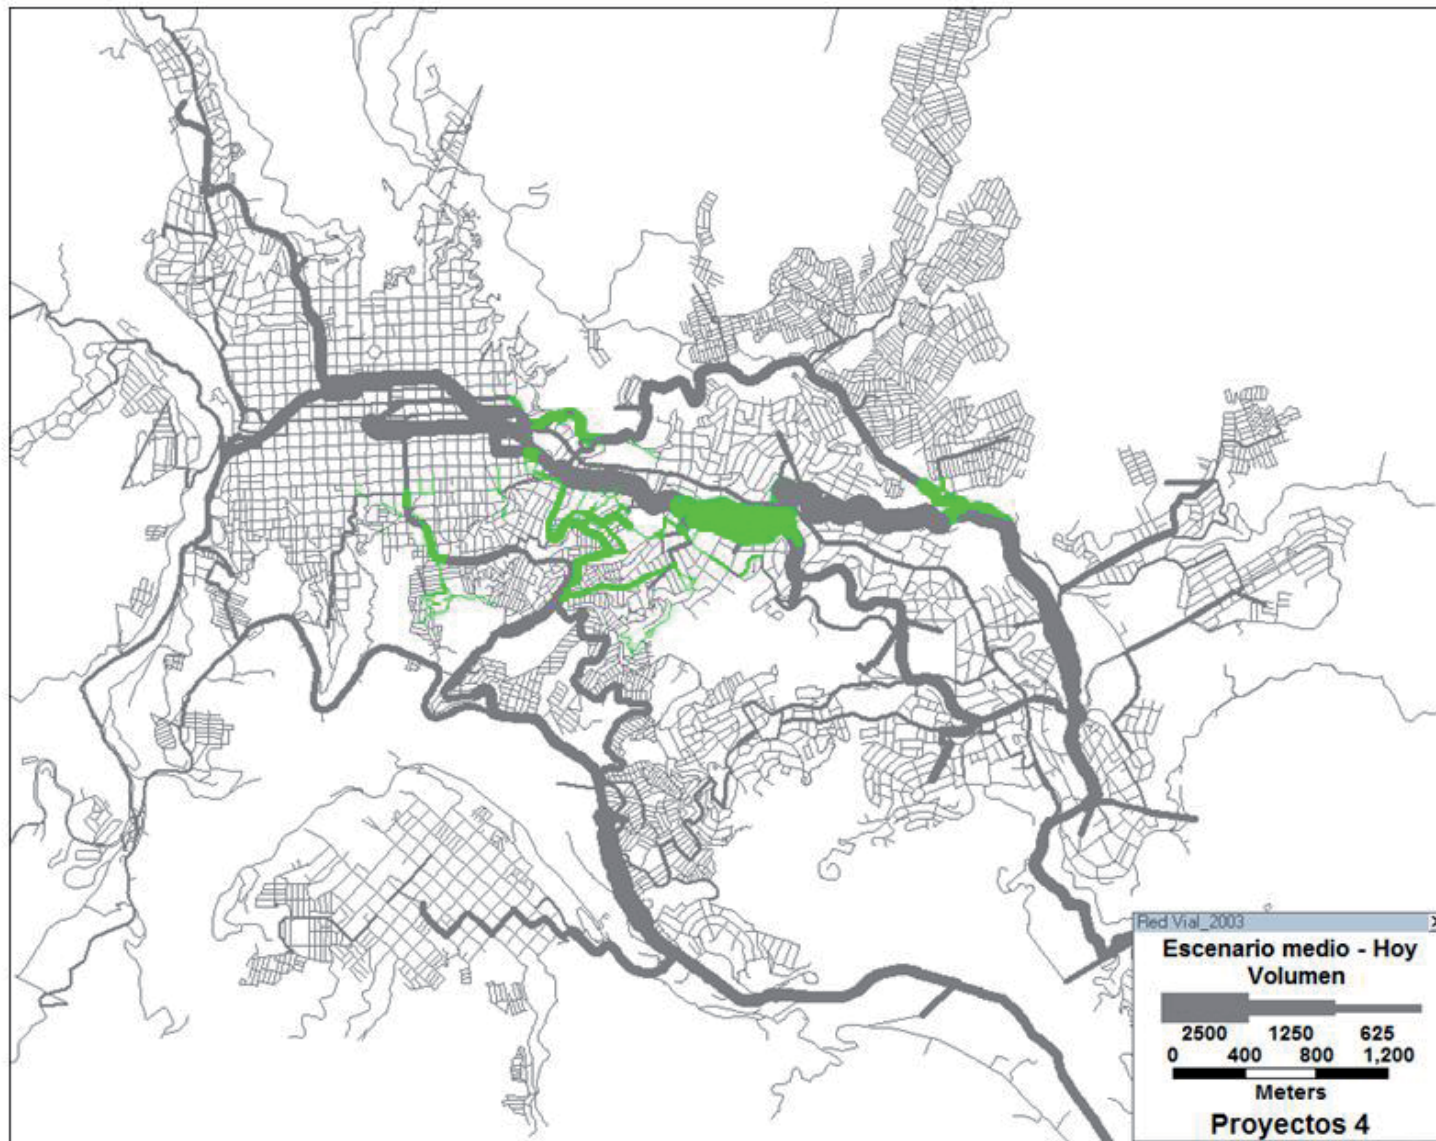 Red Vial_2003
Escenario medio - Hoy
Volumen
2500 1250 625
0 400 800 1,200
Meters
Proyectos 4